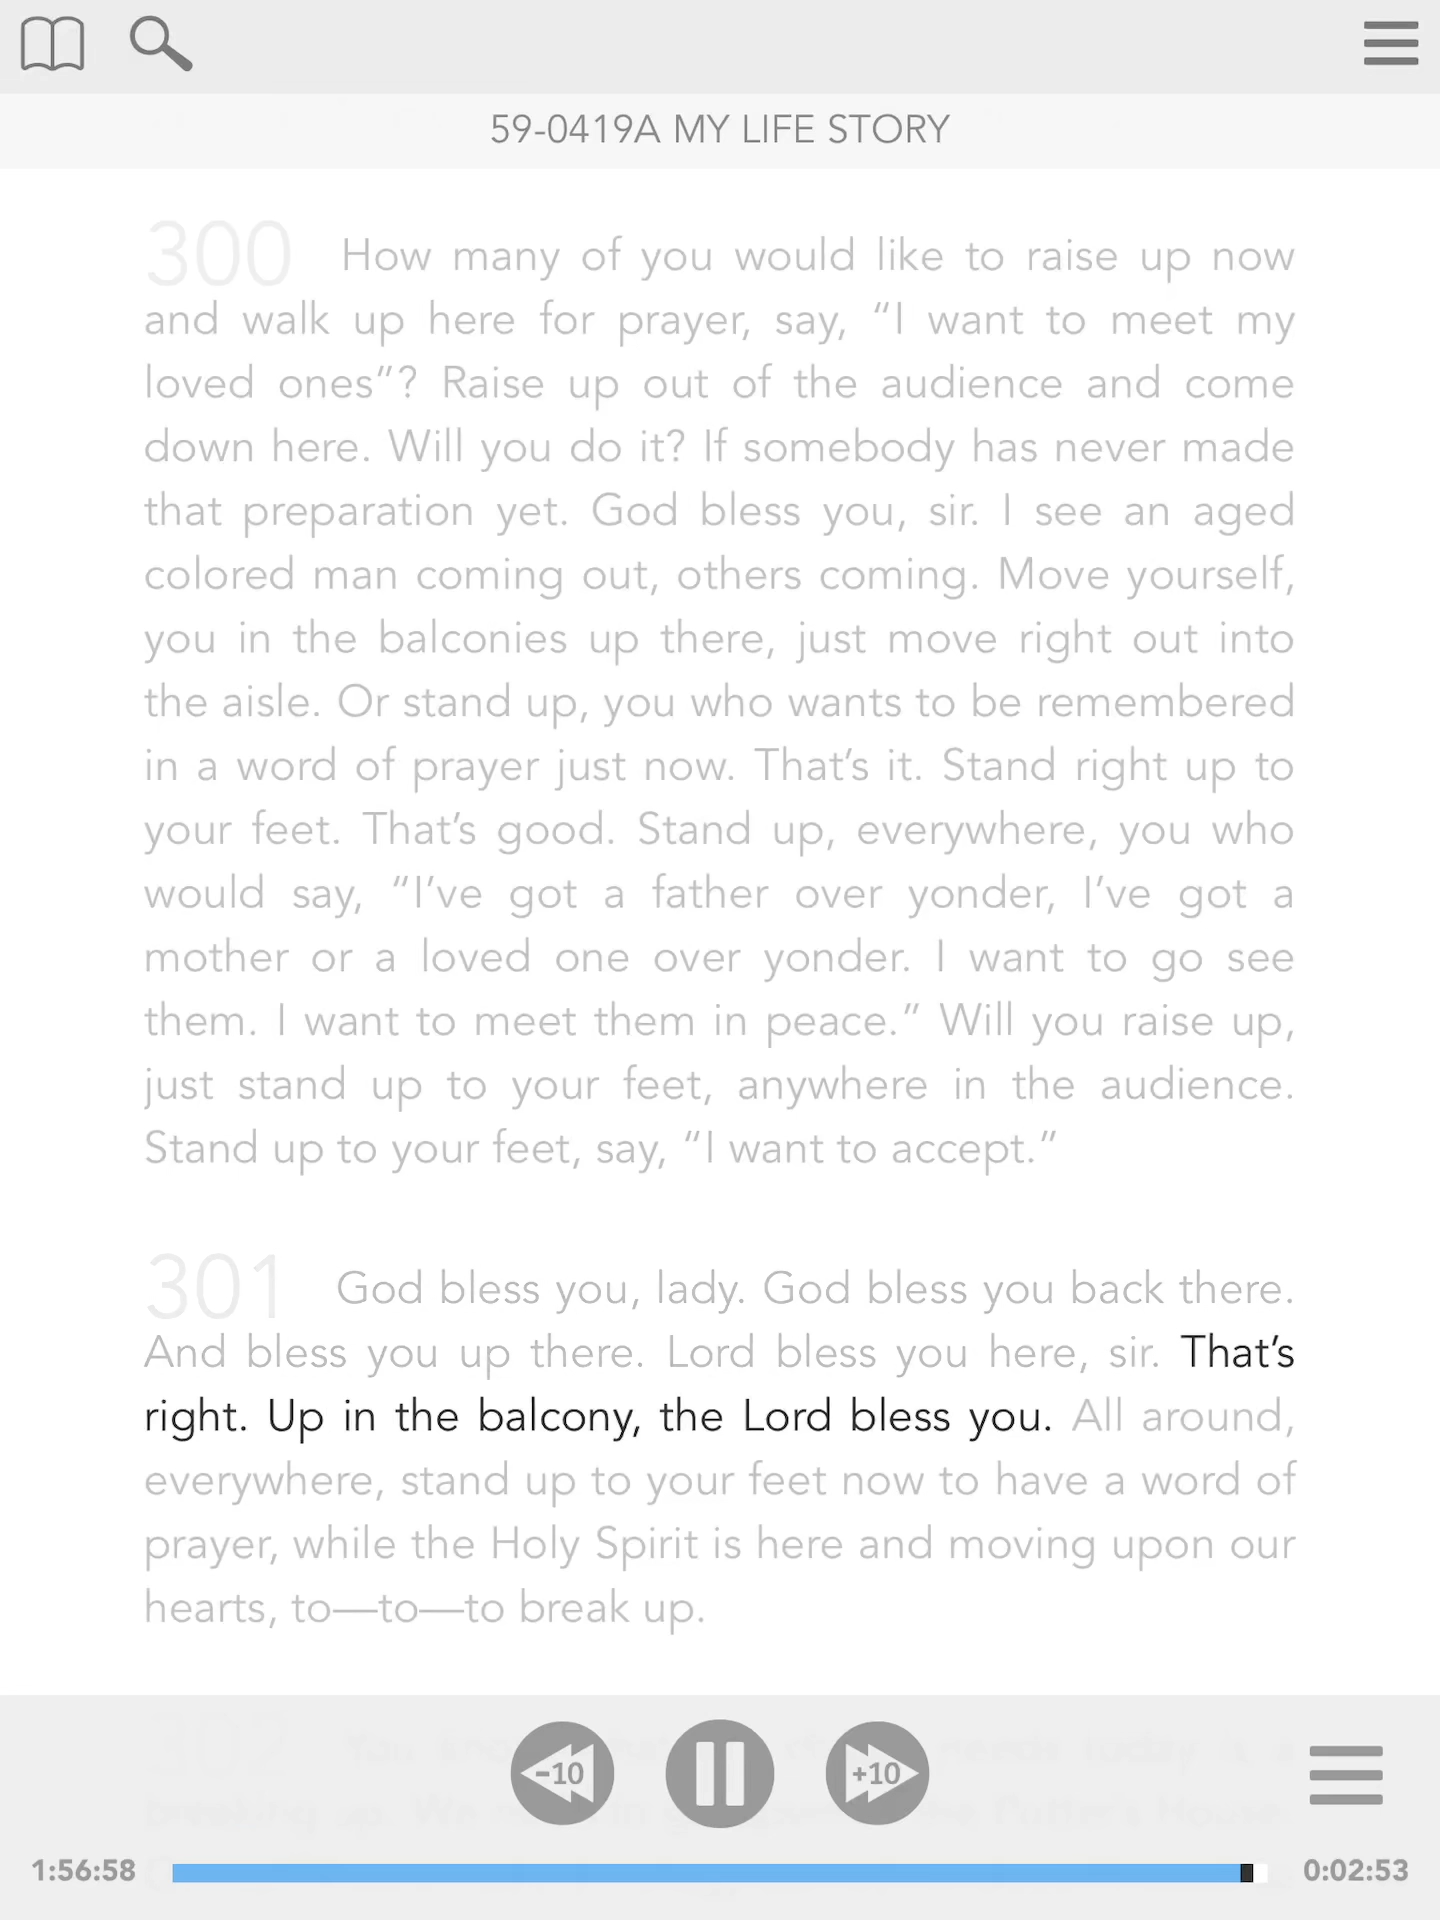 59-0419A MY LIFE STORY
300 How many of you would like to raise up now
and walk up here for prayer, say, “I want to meet my
loved ones”? Raise up out of the audience and come
down here. Will you do it? If somebody has never made
that preparation yet. God bless you, sir. I see an aged
colored man coming out, others coming. Move yourself,
you in the balconies up there, just move right out into
the aisle. Or stand up, you who wants to be remembered
in a word of prayer just now. That’s it. Stand right up to
your feet. That’s good. Stand up, everywhere, you who
would say, “I’ve got a father over yonder, I’ve got a
mother or a loved one over yonder. I want to go see
them. I want to meet them in peace.” Will you raise up,
just stand up to your feet, anywhere in the audience.
Stand up to your feet, say, “I want to accept.”
301 God bless you, lady. God bless you back there.
And bless you up there. Lord bless you here, sir. That’s
right. Up in the balcony, the Lord bless you. All around,
everywhere, stand up to your feet now to have a word of
prayer, while the Holy Spirit is here and moving upon our
hearts, to—to—to break up.
-10 +10
1:56:58 0:02:53